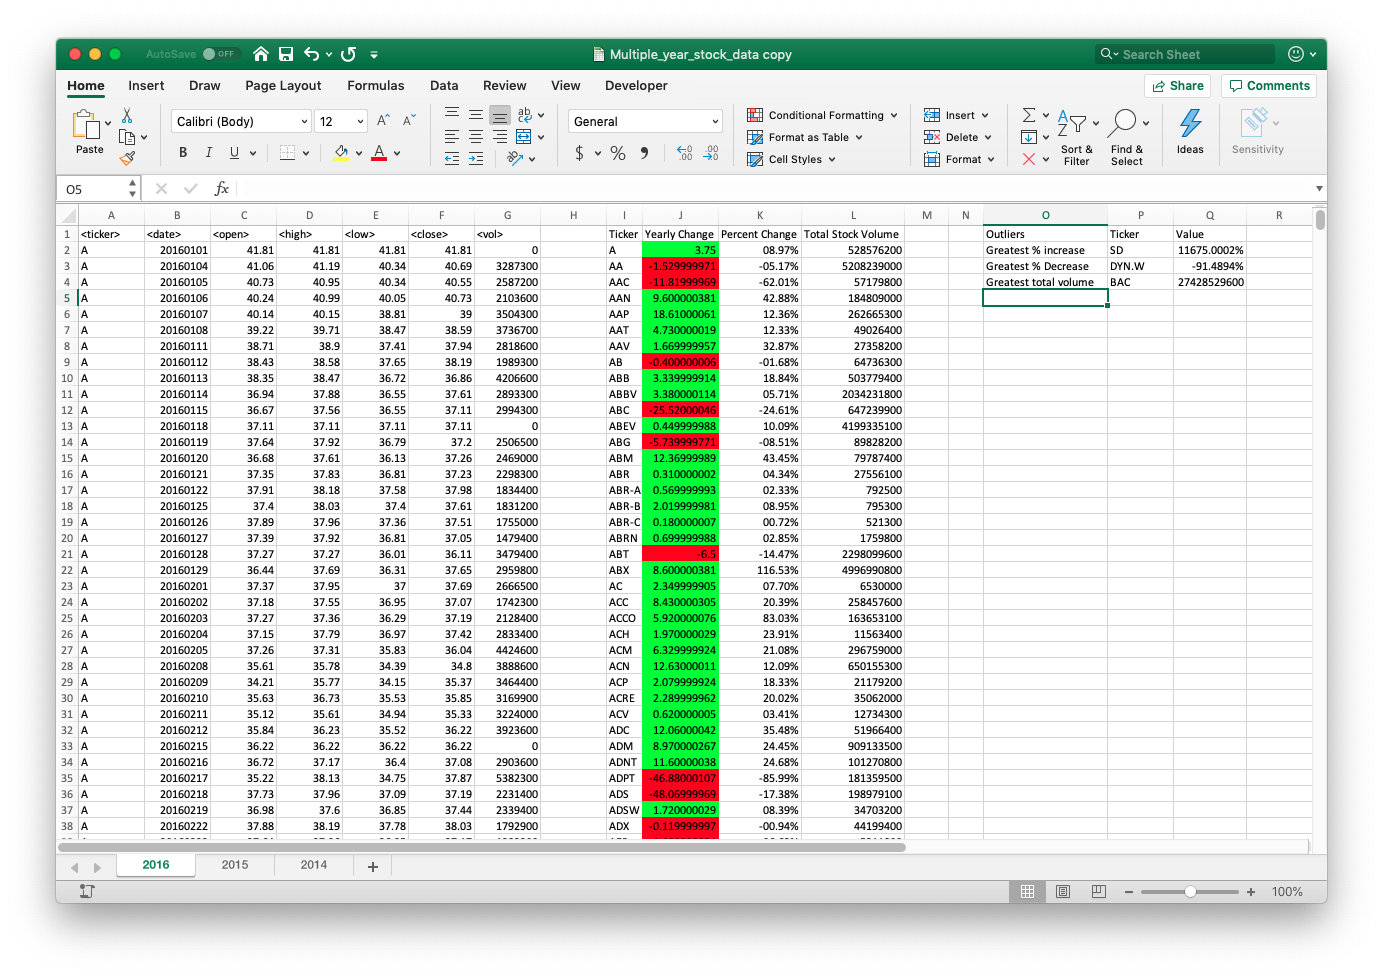 AutoSave OFF Multiple_year_stock_data copy Search Sheet
Home Insert Draw Page Layout Formulas Data Review View Developer Share Comments
Paste Calibri (Body) 12 A^ A˅ ab General Conditional Formatting Insert Sort & Filter Find & Select Ideas Sensitivity
B I U A $ % Format as Table Delete
Cell Styles Format
O5 fx
A B C D E F G H I J K L M N O P Q R
1 <ticker> <date> <open> <high> <low> <close> <vol> Ticker Yearly Change Percent Change Total Stock Volume Outliers Ticker Value
2 A 20160101 41.81 41.81 41.81 41.81 0 A 3.75 08.97% 528576200 Greatest % increase SD 11675.0002%
3 A 20160104 41.06 41.19 40.34 40.69 3287300 AA -1.529999971 -05.17% 5208239000 Greatest % Decrease DYN.W -91.4894%
4 A 20160105 40.73 40.95 40.34 40.55 2587200 AAC -11.81999969 -62.01% 57179800 Greatest total volume BAC 27428529600
5 A 20160106 40.24 40.99 40.05 40.73 2103600 AAN 9.600000381 42.88% 184809000
6 A 20160107 40.14 40.15 38.81 39 3504300 AAP 18.61000061 12.36% 262665300
7 A 20160108 39.22 39.71 38.47 38.59 3736700 AAT 4.730000019 12.33% 49026400
8 A 20160111 38.71 38.9 37.41 37.94 2818600 AAV 1.669999957 32.87% 27358200
9 A 20160112 38.43 38.58 37.65 38.19 1989300 AB -0.400000006 -01.68% 64736300
10 A 20160113 38.35 38.47 36.72 36.86 4206600 ABB 3.339999914 18.84% 503779400
11 A 20160114 36.94 37.88 36.55 37.61 2893300 ABBV 3.380000114 05.71% 2034231800
12 A 20160115 36.67 37.56 36.55 37.11 2994300 ABC -25.52000046 -24.61% 647239900
13 A 20160118 37.11 37.11 37.11 37.11 0 ABEV 0.449999988 10.09% 4199335100
14 A 20160119 37.64 37.92 36.79 37.2 2506500 ABG -5.739999771 -08.51% 89828200
15 A 20160120 36.68 37.61 36.13 37.26 2469000 ABM 12.36999989 43.45% 79787400
16 A 20160121 37.35 37.83 36.81 37.23 2298300 ABR 0.310000002 04.34% 27556100
17 A 20160122 37.91 38.18 37.58 37.98 1834400 ABR-A 0.569999993 02.33% 792500
18 A 20160125 37.4 38.03 37.4 37.61 1831200 ABR-B 2.019999981 08.95% 795300
19 A 20160126 37.89 37.96 37.36 37.51 1755000 ABR-C 0.180000007 00.72% 521300
20 A 20160127 37.39 37.92 36.81 37.05 1479400 ABRN 0.699999988 02.85% 1759800
21 A 20160128 37.27 37.27 36.01 36.11 3479400 ABT -6.5 -14.47% 2298099600
22 A 20160129 36.44 37.69 36.31 37.65 2959800 ABX 8.600000381 116.53% 4996990800
23 A 20160201 37.37 37.95 37 37.69 2666500 AC 2.349999905 07.70% 6530000
24 A 20160202 37.18 37.55 36.95 37.07 1742300 ACC 8.430000305 20.39% 258457600
25 A 20160203 37.27 37.36 36.29 37.19 2128400 ACCO 5.920000076 83.03% 163653100
26 A 20160204 37.15 37.79 36.97 37.42 2833400 ACH 1.970000029 23.91% 11563400
27 A 20160205 37.26 37.31 35.83 36.04 4424600 ACM 6.329999924 21.08% 296759000
28 A 20160208 35.61 35.78 34.39 34.8 3888600 ACN 12.63000011 12.09% 650155300
29 A 20160209 34.21 35.77 34.15 35.37 3464400 ACP 2.079999924 18.33% 21179200
30 A 20160210 35.63 36.73 35.53 35.85 3169900 ACRE 2.289999962 20.02% 35062000
31 A 20160211 35.12 35.61 34.94 35.33 3224000 ACV 0.620000005 03.41% 12734300
32 A 20160212 35.84 36.23 35.52 36.22 3923600 ADC 12.06000042 35.48% 51966400
33 A 20160215 36.22 36.22 36.22 36.22 0 ADM 8.970000267 24.45% 909133500
34 A 20160216 36.72 37.17 36.4 37.08 2903600 ADNT 11.60000038 24.68% 101270800
35 A 20160217 35.22 38.13 34.75 37.87 5382300 ADPT -46.88000107 -85.99% 181359500
36 A 20160218 37.73 37.96 37.09 37.19 2231400 ADS -48.06999969 -17.38% 198979100
37 A 20160219 36.98 37.6 36.85 37.44 2339400 ADSW 1.720000029 08.39% 34703200
38 A 20160222 37.88 38.19 37.78 38.03 1792900 ADX -0.119999997 -00.94% 44199400
2016 2015 2014 +
100%